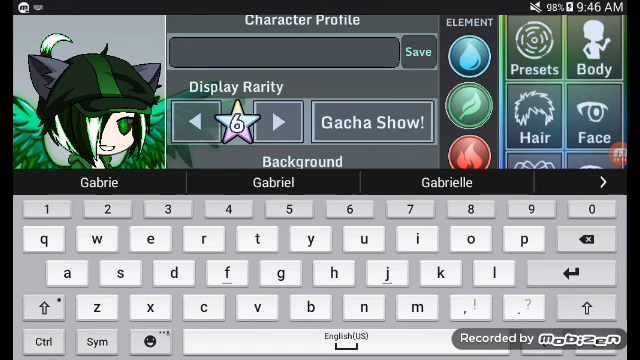 98% 9:46 AM
Character Profile
Save
Display Rarity
6
Gacha Show!
Background
ELEMENT
Presets
Body
Hair
Face
Gabrie
Gabriel
Gabrielle
1 2 3 4 5 6 7 8 9 0
q w e r t y u i o p
a s d f g h j k l
z x c v b n m , ! . ?
Ctrl Sym English(US)
Recorded by MOBIZEN